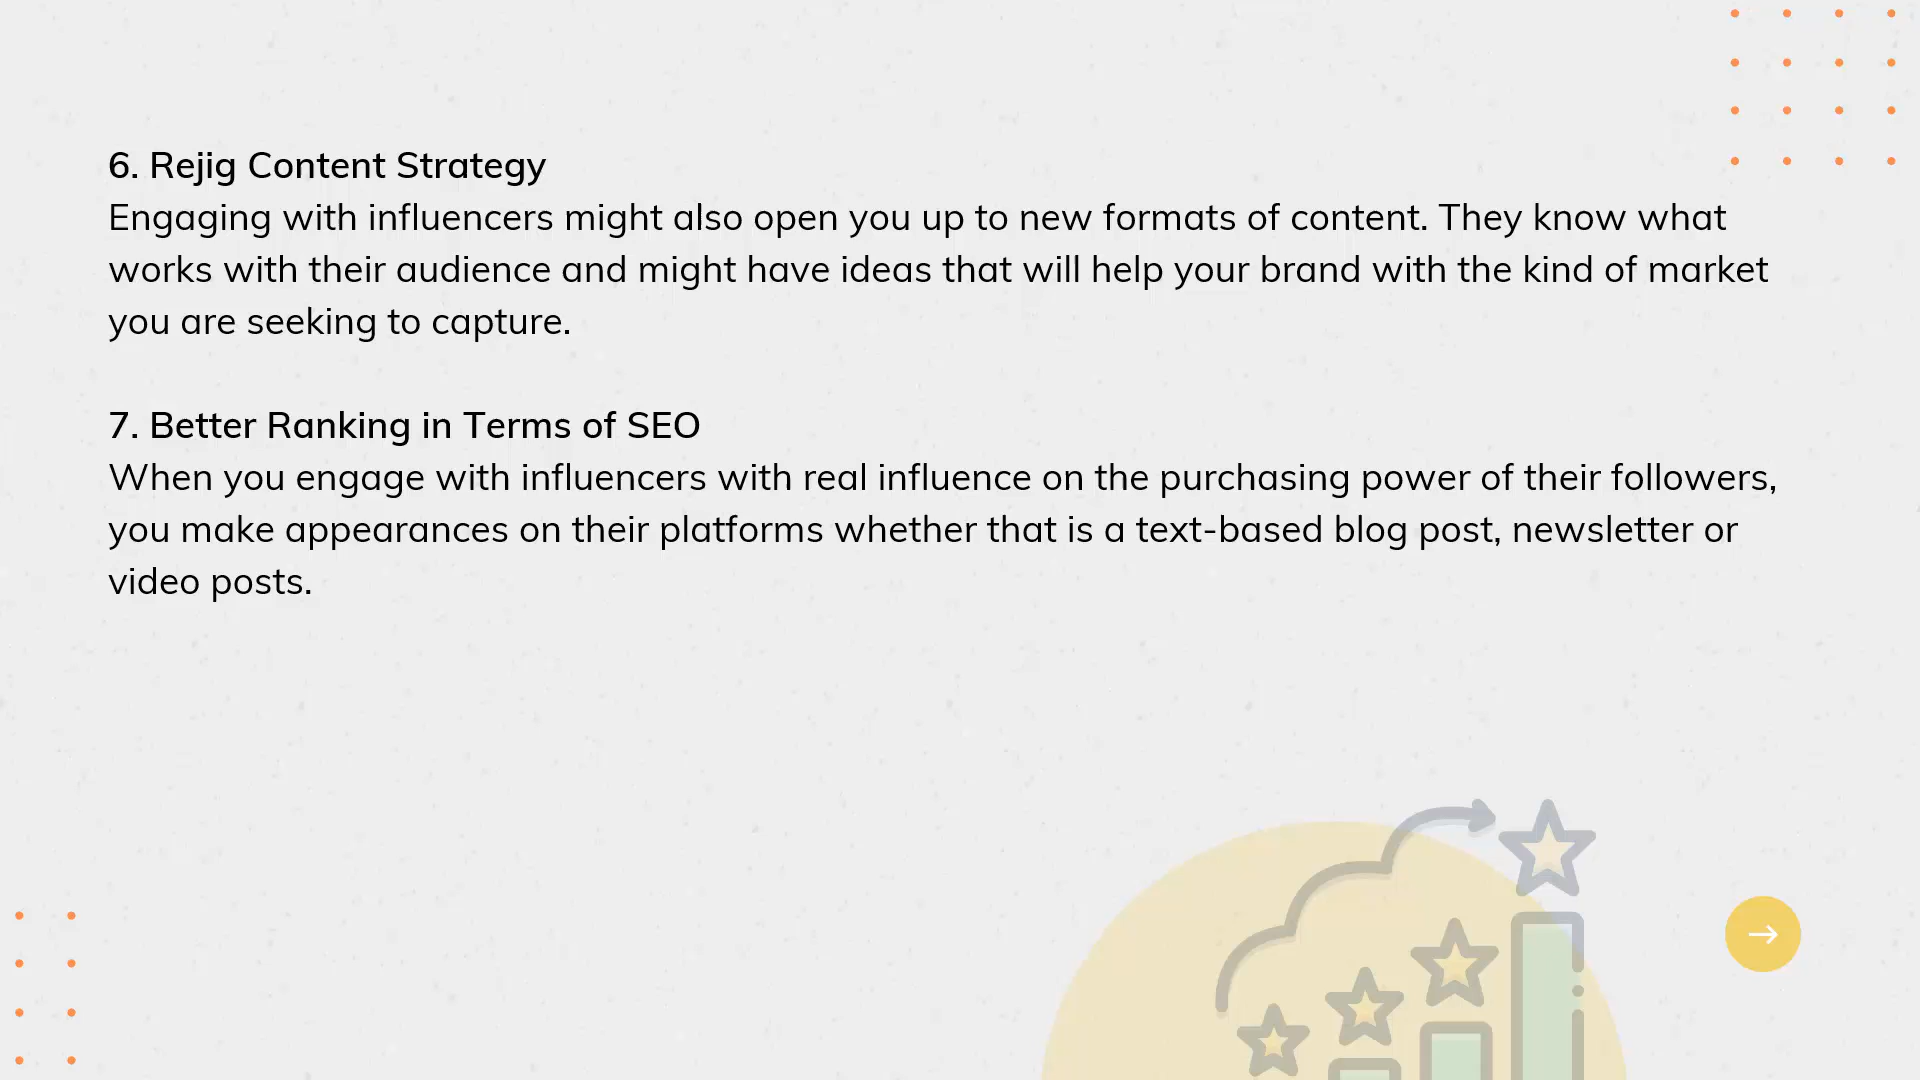 6. Rejig Content Strategy
Engaging with influencers might also open you up to new formats of content. They know what
works with their audience and might have ideas that will help your brand with the kind of market
you are seeking to capture.
7. Better Ranking in Terms of SEO
When you engage with influencers with real influence on the purchasing power of their followers,
you make appearances on their platforms whether that is a text-based blog post, newsletter or
video posts.